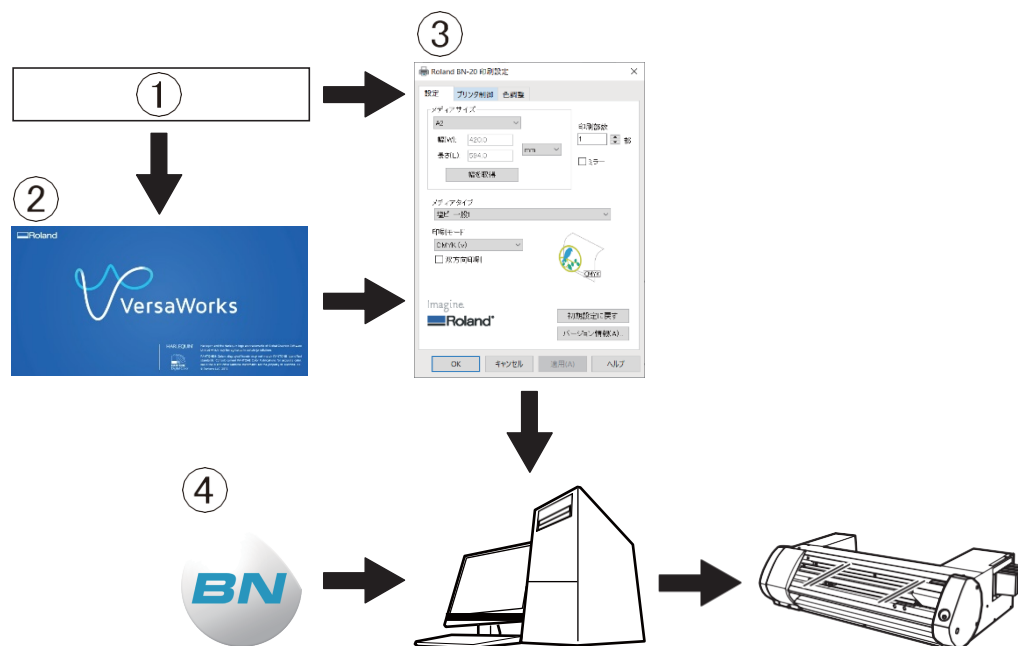 ③
Roland BN-20 印刷設定
①
設定 プリンタ制御 色調整
メディアサイズ
A2
幅(W): 420.0
長さ(L) 594.0
mm
幅を取得
印刷部数
1 部
ミラー
②
メディアタイプ
塩ビ 一般1
印刷モード
CMYK (v)
双方向印刷
CMYK
Roland
VersaWorks
HARLEQUIN
Imagine.
Roland
初期設定に戻す
バージョン情報(A)...
OK キャンセル 適用(A) ヘルプ
④
BN